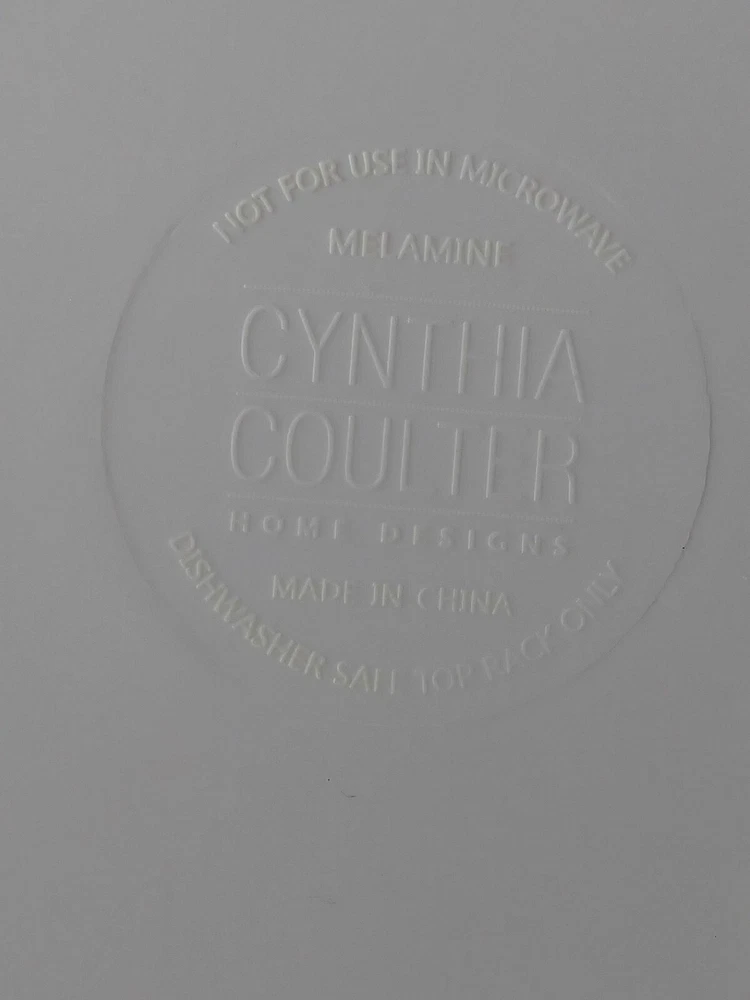 NOT FOR USE IN MICROWAVE
MELAMINE
CYNTHIA
COULTER
HOME DESIGNS
MADE IN CHINA
DISHWASHER SAFE TOP RACK ONLY